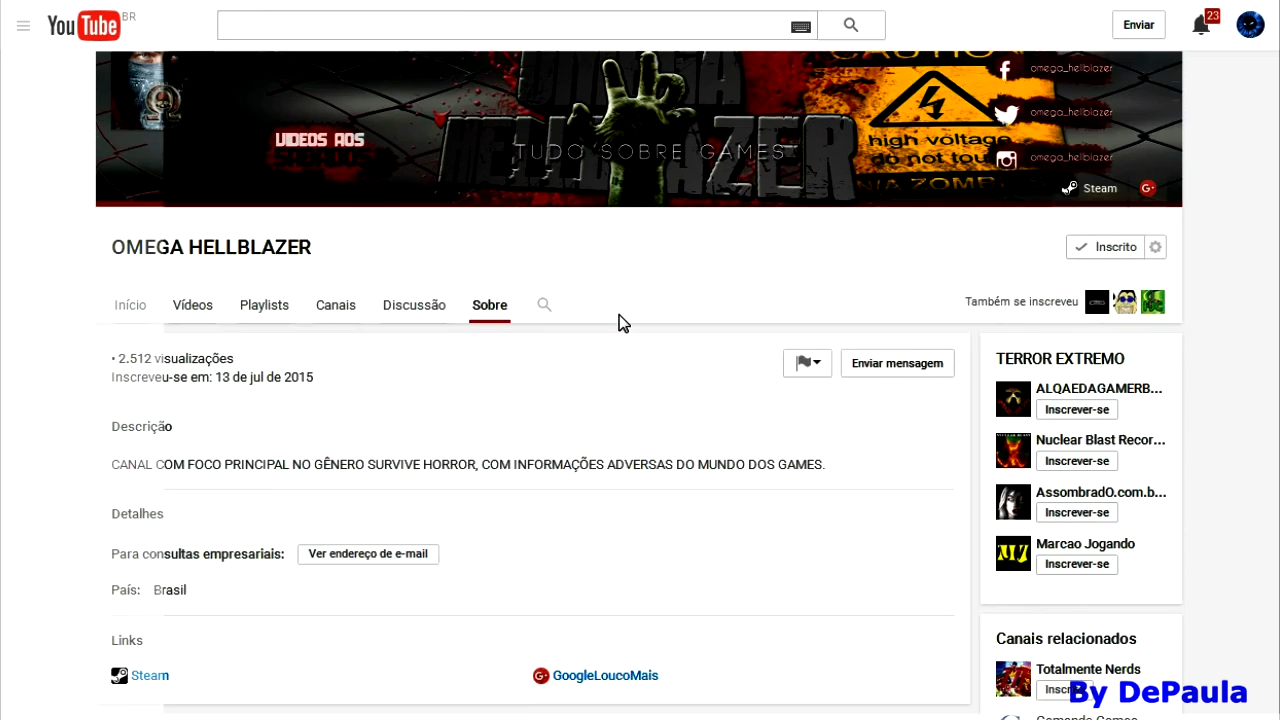 YouTube BR
Enviar
23
CAUTION
omega_hellblazer
OMEGA
omega_hellblazer
VIDEOS AOS
HELLBLAZER
TUDO SOBRE GAMES
high voltage
omega_hellblazer
Steam
G+
OMEGA HELLBLAZER
Inscrito
Início
Vídeos
Playlists
Canais
Discussão
Sobre
Também se inscreveu
• 2.512 visualizações
Inscreveu-se em: 13 de jul de 2015
Enviar mensagem
Descrição
CANAL COM FOCO PRINCIPAL NO GÊNERO SURVIVE HORROR, COM INFORMAÇÕES ADVERSAS DO MUNDO DOS GAMES.
Detalhes
Para consultas empresariais: Ver endereço de e-mail
País: Brasil
Links
Steam
GoogleLoucoMais
TERROR EXTREMO
ALQAEDAGAMERB...
Inscrever-se
Nuclear Blast Recor...
Inscrever-se
AssombradO.com.b...
Inscrever-se
Marcao Jogando
Inscrever-se
Canais relacionados
Totalmente Nerds
By DePaula